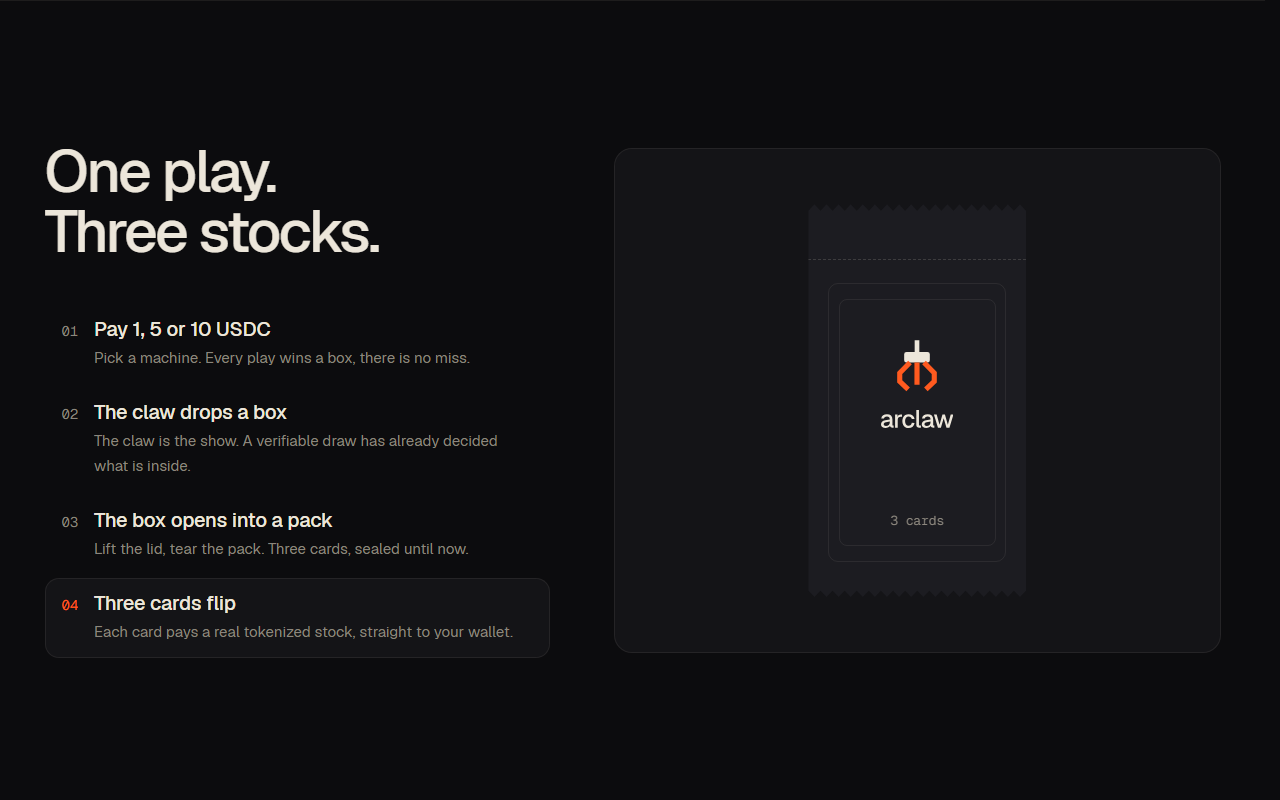 One play.
Three stocks.
01 Pay 1, 5 or 10 USDC
Pick a machine. Every play wins a box, there is no miss.
02 The claw drops a box
The claw is the show. A verifiable draw has already decided
what is inside.
03 The box opens into a pack
Lift the lid, tear the pack. Three cards, sealed until now.
04 Three cards flip
Each card pays a real tokenized stock, straight to your wallet.
arclaw
3 cards